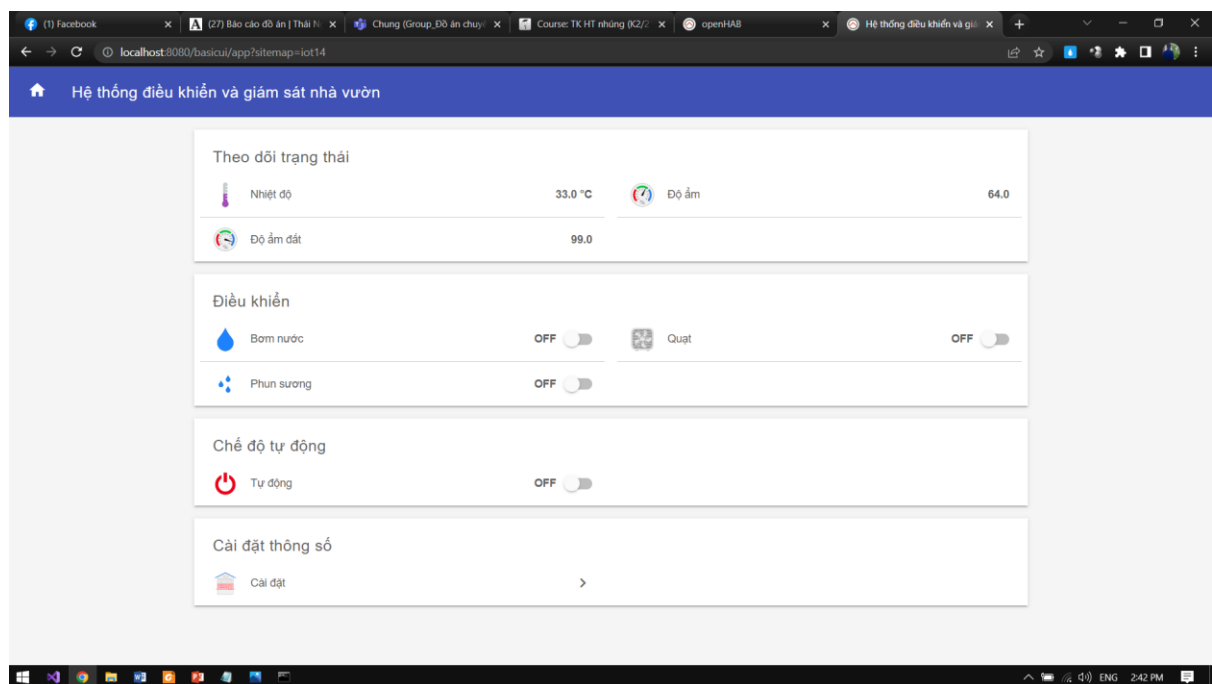 (1) Facebook
(27) Báo cáo đồ án | Thái N
Chung (Group_Đồ án chuy
Course: TK HT nhúng (K2/2
openHAB
Hệ thống điều khiển và giá
localhost:8080/basicui/app?sitemap=iot14
Hệ thống điều khiển và giám sát nhà vườn
Theo dõi trạng thái
Nhiệt độ 33.0 °C Độ ẩm 64.0
Độ ẩm đất 99.0
Điều khiển
Bơm nước OFF Quạt OFF
Phun sương OFF
Chế độ tự động
Tự động OFF
Cài đặt thông số
Cài đặt
ENG 2:42 PM